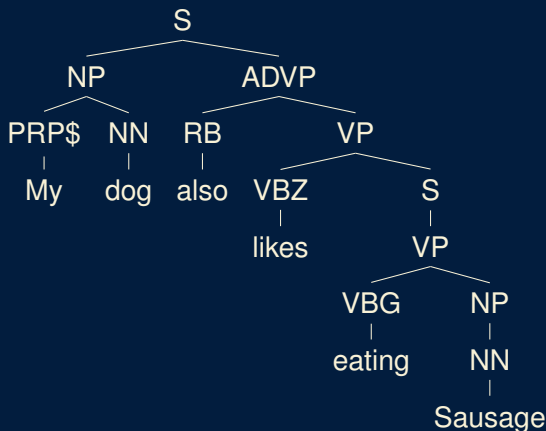 S
NP ADVP
PRP$ NN RB VP
My dog also VBZ S
likes VP
VBG NP
eating NN
Sausage